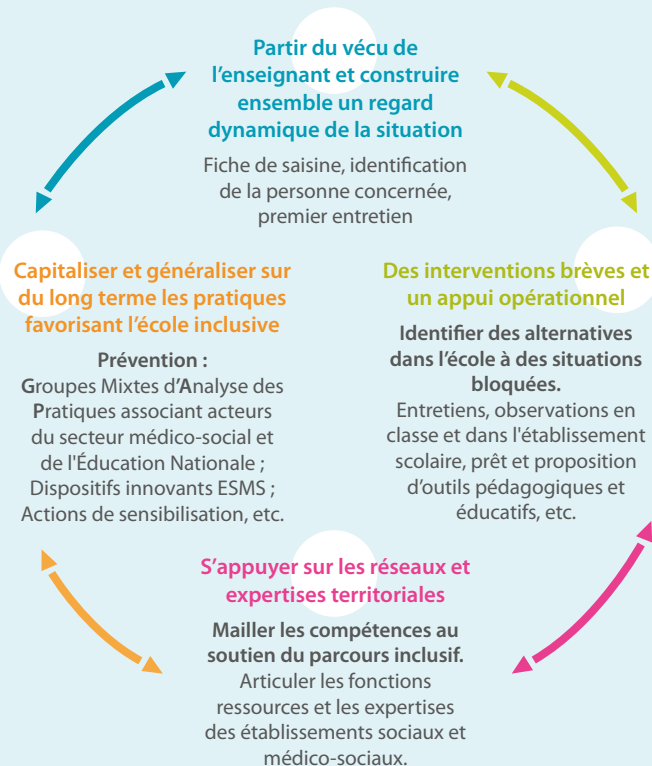 Partir du vécu de
l’enseignant et construire
ensemble un regard
dynamique de la situation
Fiche de saisine, identification
de la personne concernée,
premier entretien
Capitaliser et généraliser sur
du long terme les pratiques
favorisant l’école inclusive
Prévention :
Groupes Mixtes d’Analyse des
Pratiques associant acteurs
du secteur médico-social et
de l'Éducation Nationale ;
Dispositifs innovants ESMS ;
Actions de sensibilisation, etc.
Des interventions brèves et
un appui opérationnel
Identifier des alternatives
dans l’école à des situations
bloquées.
Entretiens, observations en
classe et dans l'établissement
scolaire, prêt et proposition
d’outils pédagogiques et
éducatifs, etc.
S’appuyer sur les réseaux et
expertises territoriales
Mailler les compétences au
soutien du parcours inclusif.
Articuler les fonctions
ressources et les expertises
des établissements sociaux et
médico-sociaux.